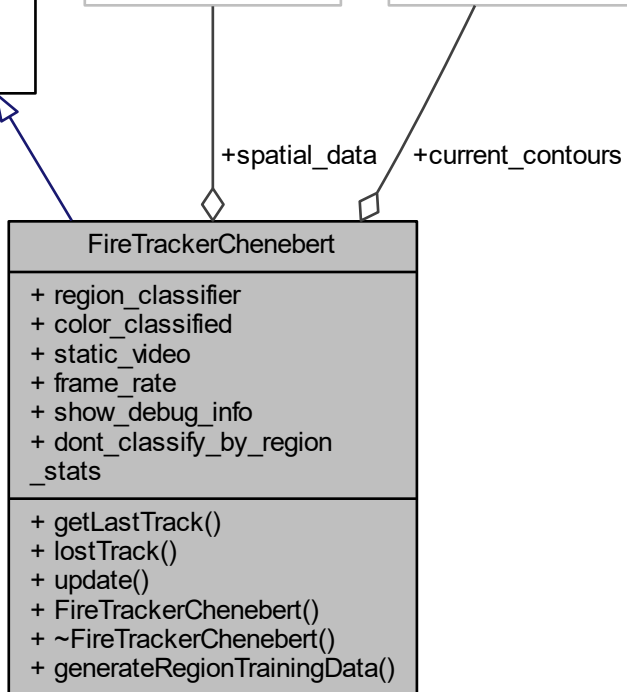 +spatial_data
+current_contours
FireTrackerChenebert
+ region_classifier
+ color_classified
+ static_video
+ frame_rate
+ show_debug_info
+ dont_classify_by_region
_stats
+ getLastTrack()
+ lostTrack()
+ update()
+ FireTrackerChenebert()
+ ~FireTrackerChenebert()
+ generateRegionTrainingData()